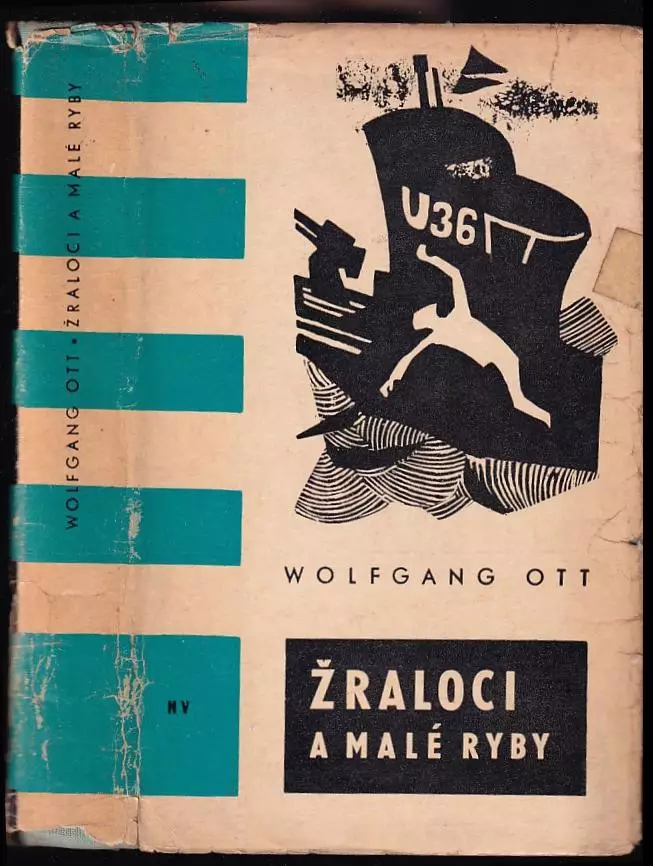 WOLFGANG OTT • ŽRALOCI A MALÉ RYBY
NV
U36
WOLFGANG OTT
ŽRALOCI
A MALÉ RYBY